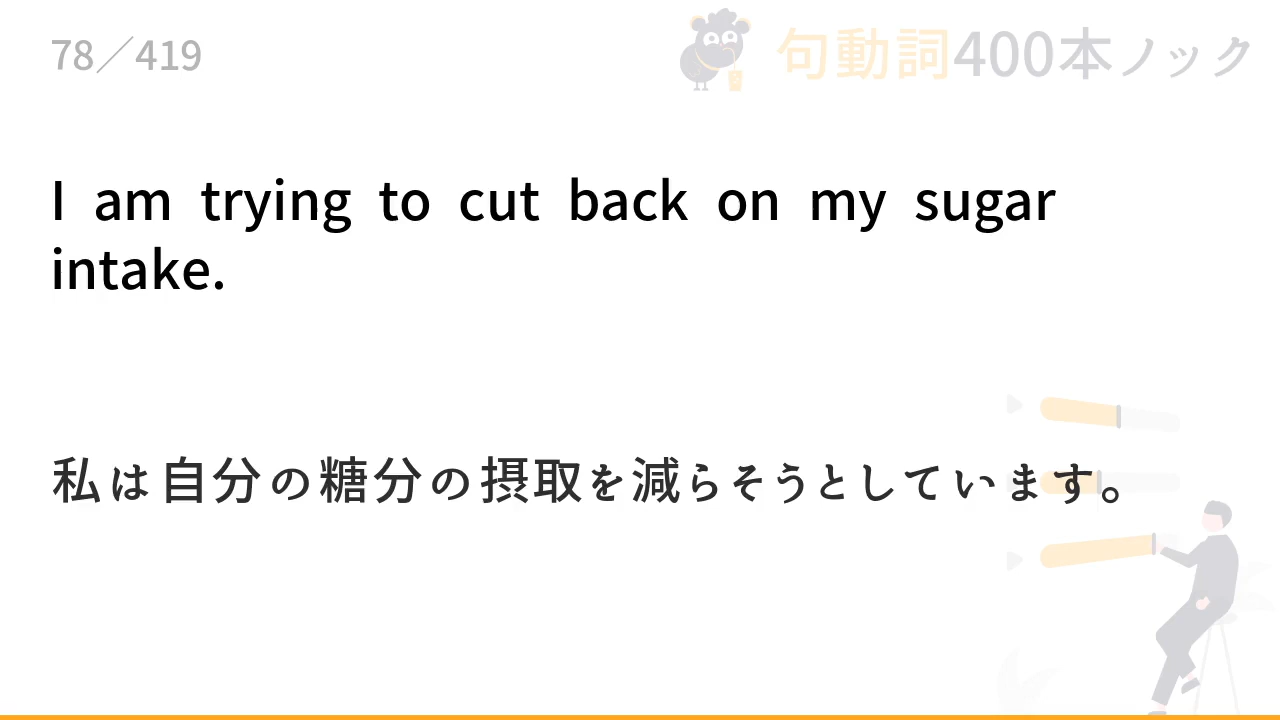 78／419
句動詞400本ノック
I am trying to cut back on my sugar
intake.
私は自分の糖分の摂取を減らそうとしています。